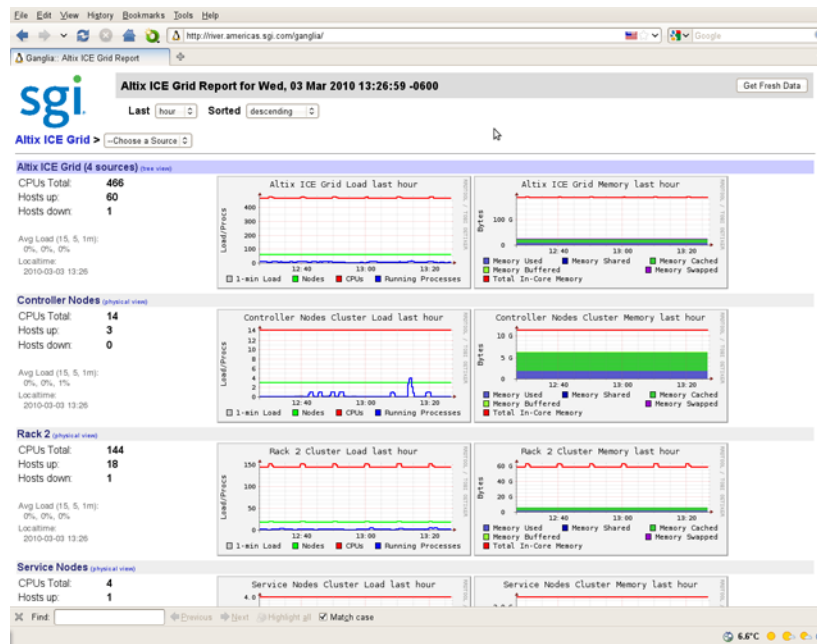 File Edit View History Bookmarks Tools Help
http://river.americas.sgi.com/ganglia/
Google
Ganglia:: Altix ICE Grid Report
sgi
Altix ICE Grid Report for Wed, 03 Mar 2010 13:26:59 -0600
Get Fresh Data
Last hour Sorted descending
Altix ICE Grid > --Choose a Source
Altix ICE Grid (4 sources) (tree view)
CPUs Total: 466
Hosts up: 60
Hosts down: 1
Avg Load (15, 5, 1m):
0%, 0%, 0%
Localtime:
2010-03-03 13:26
Altix ICE Grid Load last hour
Load/Procs
400
300
200
100
0
12:40 13:00 13:20
1-min Load Nodes CPUs Running Processes
Altix ICE Grid Memory last hour
Bytes
100 G
0
12:40 13:00 13:20
Memory Used Memory Shared Memory Cached
Memory Buffered Memory Swapped
Total In-Core Memory
Controller Nodes (physical view)
CPUs Total: 14
Hosts up: 3
Hosts down: 0
Avg Load (15, 5, 1m):
0%, 0%, 1%
Localtime:
2010-03-03 13:26
Controller Nodes Cluster Load last hour
Load/Procs
14
12
10
8
6
4
2
0
12:40 13:00 13:20
1-min Load Nodes CPUs Running Processes
Controller Nodes Cluster Memory last hour
Bytes
10 G
5 G
0
12:40 13:00 13:20
Memory Used Memory Shared Memory Cached
Memory Buffered Memory Swapped
Total In-Core Memory
Rack 2 (physical view)
CPUs Total: 144
Hosts up: 18
Hosts down: 1
Avg Load (15, 5, 1m):
0%, 0%, 0%
Localtime:
2010-03-03 13:26
Rack 2 Cluster Load last hour
Load/Procs
150
100
50
0
12:40 13:00 13:20
1-min Load Nodes CPUs Running Processes
Rack 2 Cluster Memory last hour
Bytes
60 G
40 G
20 G
0
12:40 13:00 13:20
Memory Used Memory Shared Memory Cached
Memory Buffered Memory Swapped
Total In-Core Memory
Service Nodes (physical view)
CPUs Total: 4
Hosts up: 1
Service Nodes Cluster Load last hour
4.0
Service Nodes Cluster Memory last hour
Find: Previous Next Highlight all Match case
6.6°C